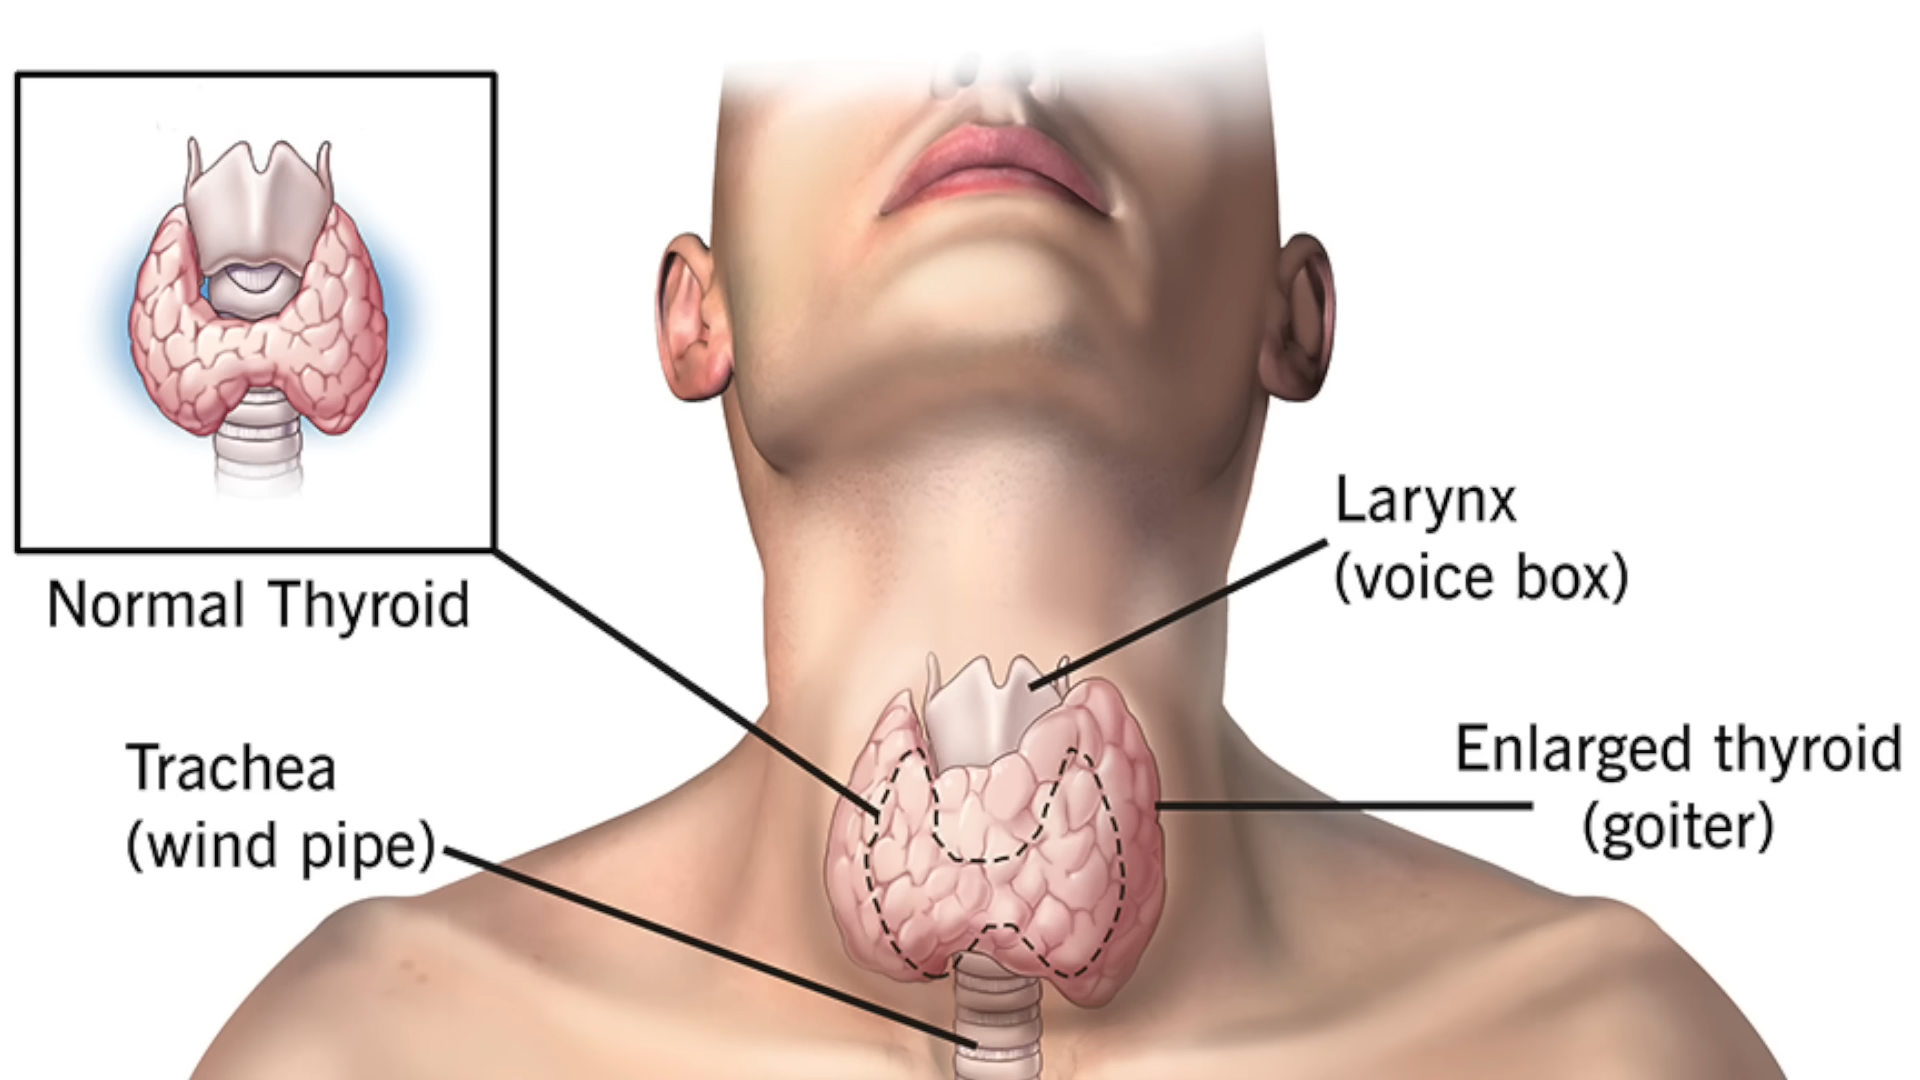 Normal Thyroid
Larynx
(voice box)
Trachea
(wind pipe)
Enlarged thyroid
(goiter)